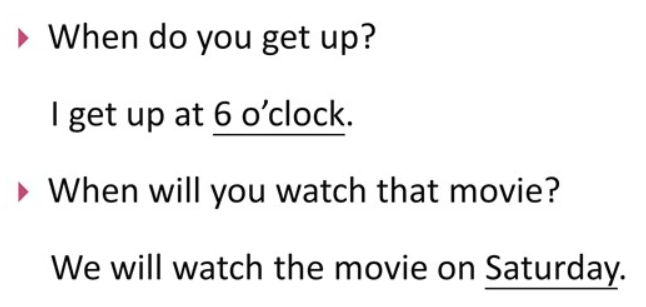 When do you get up?
I get up at 6 o’clock.
When will you watch that movie?
We will watch the movie on Saturday.